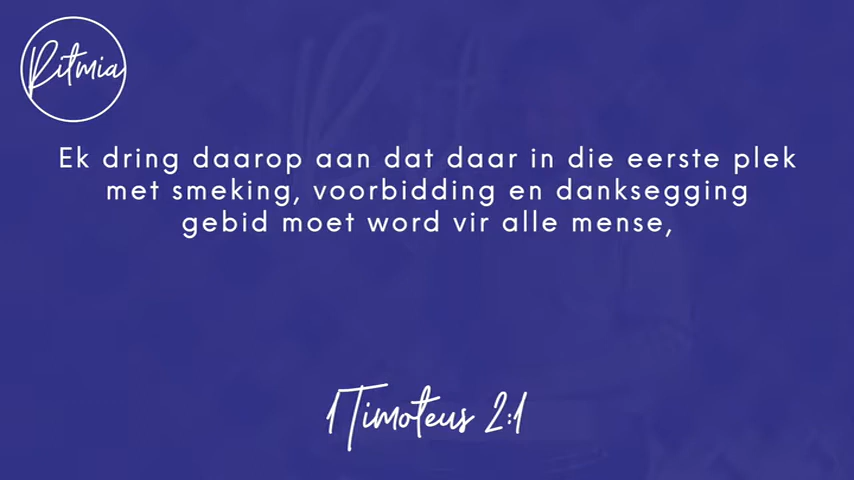 Ritmia
Ek dring daarop aan dat daar in die eerste plek
met smeking, voorbidding en danksegging
gebid moet word vir alle mense,
1 Timoteus 2:1